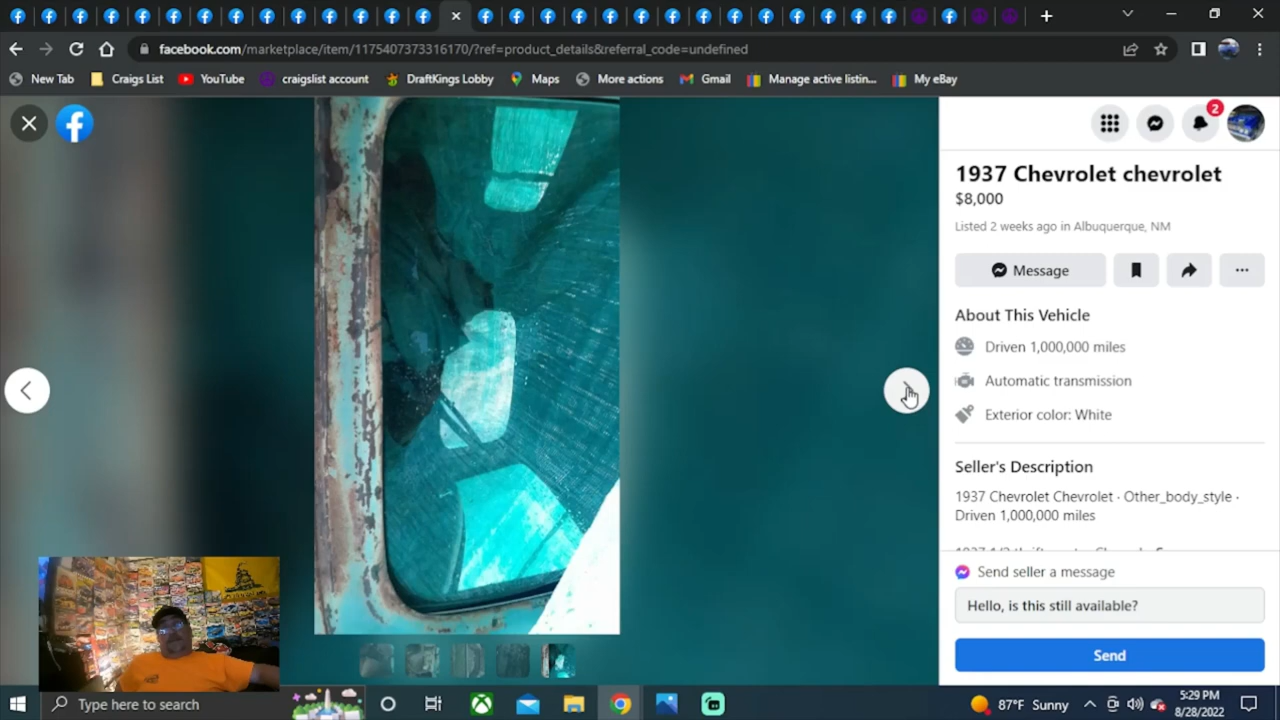 facebook.com/marketplace/item/1175407373316170/?ref=product_details&referral_code=undefined
New Tab
Craigs List
YouTube
craigslist account
DraftKings Lobby
Maps
More actions
Gmail
Manage active listin...
My eBay
2
1937 Chevrolet chevrolet
$8,000
Listed 2 weeks ago in Albuquerque, NM
Message
About This Vehicle
Driven 1,000,000 miles
Automatic transmission
Exterior color: White
Seller's Description
1937 Chevrolet Chevrolet · Other_body_style ·
Driven 1,000,000 miles
Send seller a message
Hello, is this still available?
Send
Type here to search
87°F Sunny
5:29 PM
8/28/2022